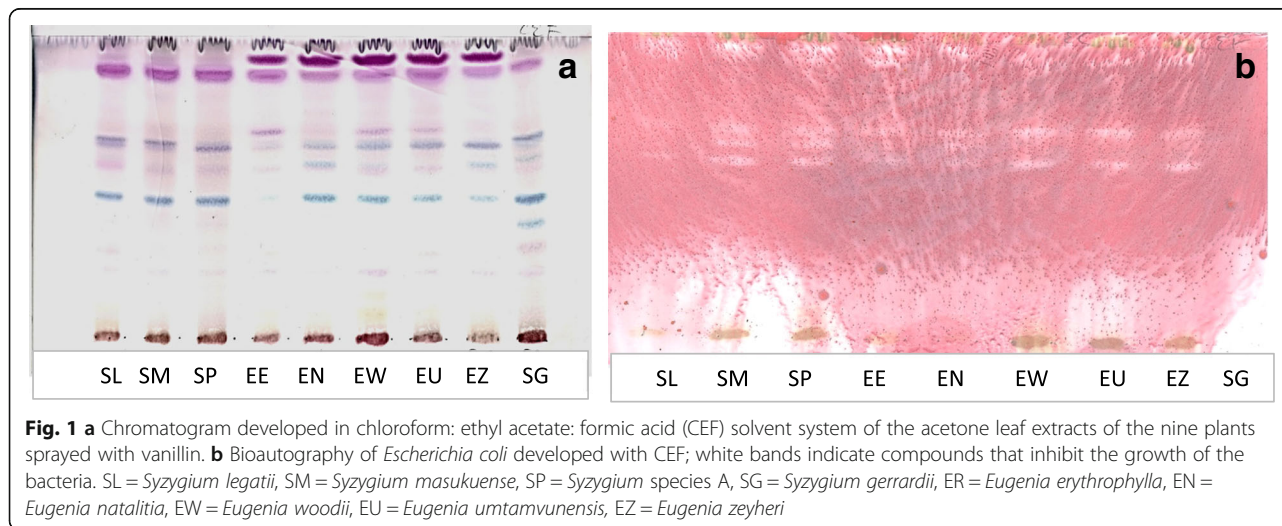 CEF
a
b
SL SM SP EE EN EW EU EZ SG
SL SM SP EE EN EW EU EZ SG
Fig. 1 a Chromatogram developed in chloroform: ethyl acetate: formic acid (CEF) solvent system of the acetone leaf extracts of the nine plants
sprayed with vanillin. b Bioautography of Escherichia coli developed with CEF; white bands indicate compounds that inhibit the growth of the
bacteria. SL = Syzygium legatii, SM = Syzygium masukuense, SP = Syzygium species A, SG = Syzygium gerrardii, ER = Eugenia erythrophylla, EN =
Eugenia natalitia, EW = Eugenia woodii, EU = Eugenia umtamvunensis, EZ = Eugenia zeyheri